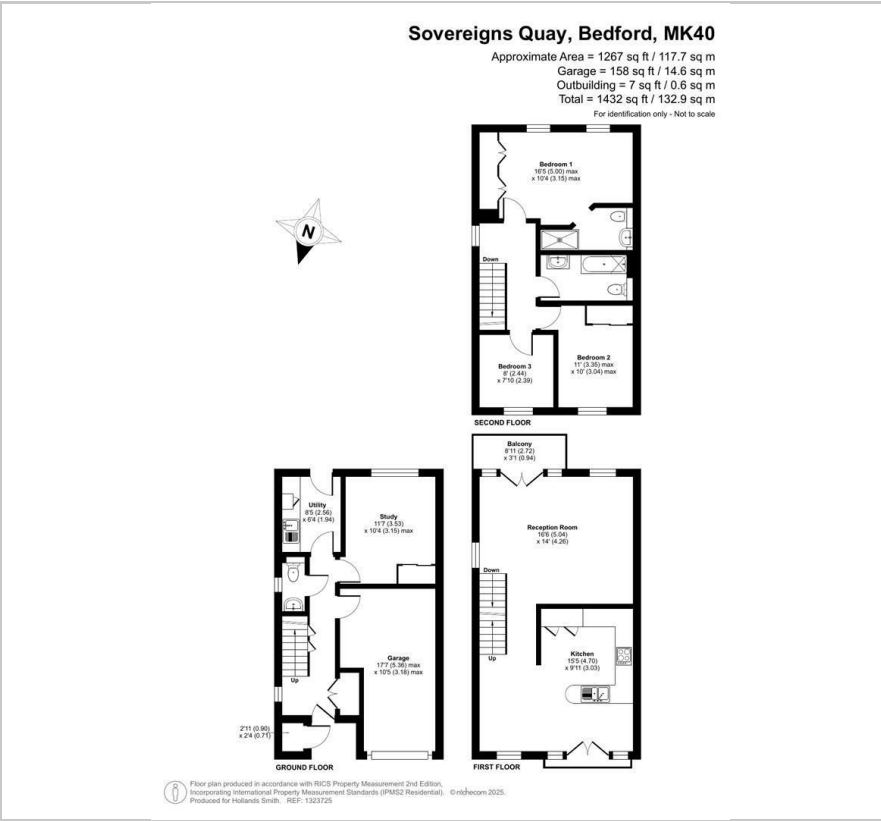 Sovereigns Quay, Bedford, MK40
Approximate Area = 1267 sq ft / 117.7 sq m
Garage = 158 sq ft / 14.6 sq m
Outbuilding = 7 sq ft / 0.6 sq m
Total = 1432 sq ft / 132.9 sq m
For identification only - Not to scale
N
Bedroom 1
16'5 (5.00) max
x 10'4 (3.15) max
Down
Bedroom 2
11' (3.35) max
x 10' (3.04) max
Bedroom 3
8' (2.44)
x 7'10 (2.39)
SECOND FLOOR
Balcony
8'11 (2.72)
x 3'1 (0.94)
Reception Room
16'6 (5.04)
x 14' (4.26)
Down
Up
Kitchen
15'5 (4.70)
x 9'11 (3.03)
FIRST FLOOR
Utility
8'5 (2.56)
x 6'4 (1.94)
Study
11'7 (3.53)
x 10'4 (3.15) max
Garage
17'7 (5.36) max
x 10'5 (3.18) max
Up
2'11 (0.90)
x 2'4 (0.71)
GROUND FLOOR
Floor plan produced in accordance with RICS Property Measurement 2nd Edition,
Incorporating International Property Measurement Standards (IPMS2 Residential). © nichecom 2025.
Produced for Hollands Smith. REF: 1323725